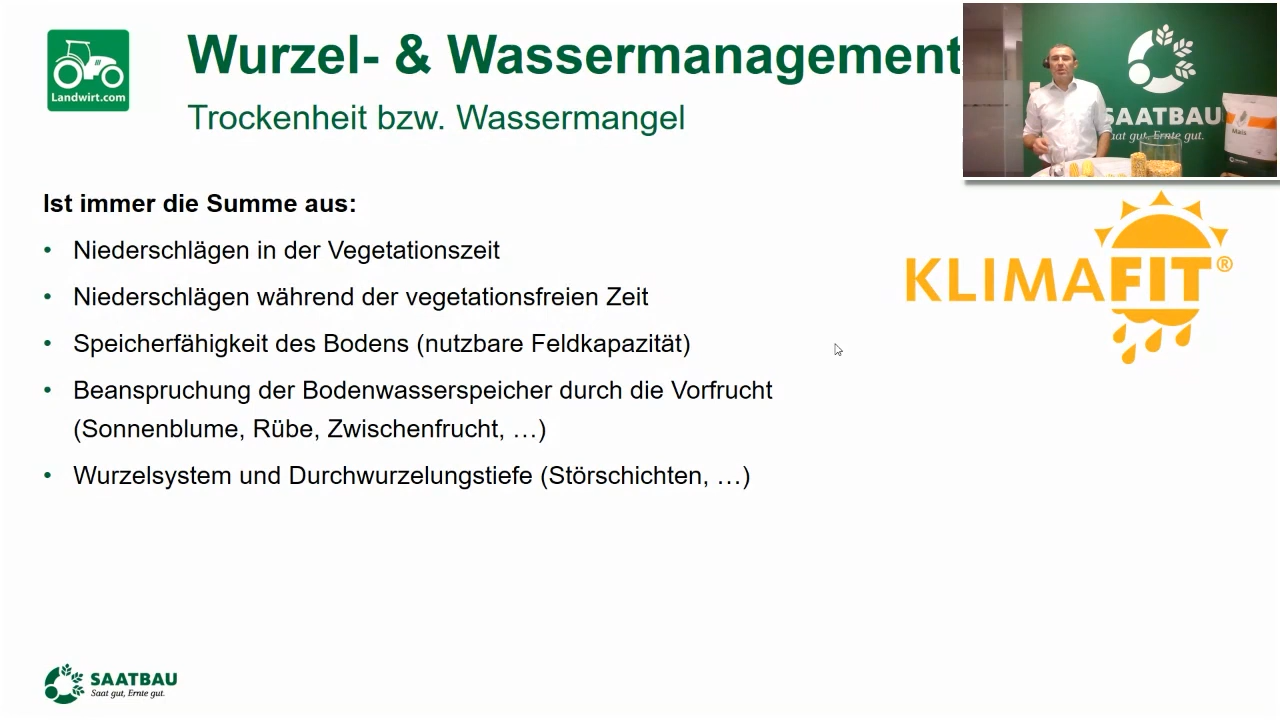 Landwirt.com
Wurzel- & Wassermanagement
Trockenheit bzw. Wassermangel
SAATBAU
aat gut, Ernte gut.
Mais
Ist immer die Summe aus:
• Niederschlägen in der Vegetationszeit
• Niederschlägen während der vegetationsfreien Zeit
• Speicherfähigkeit des Bodens (nutzbare Feldkapazität)
• Beanspruchung der Bodenwasserspeicher durch die Vorfrucht
(Sonnenblume, Rübe, Zwischenfrucht, …)
• Wurzelsystem und Durchwurzelungstiefe (Störschichten, …)
KLIMAFIT®
SAATBAU
Saat gut, Ernte gut.